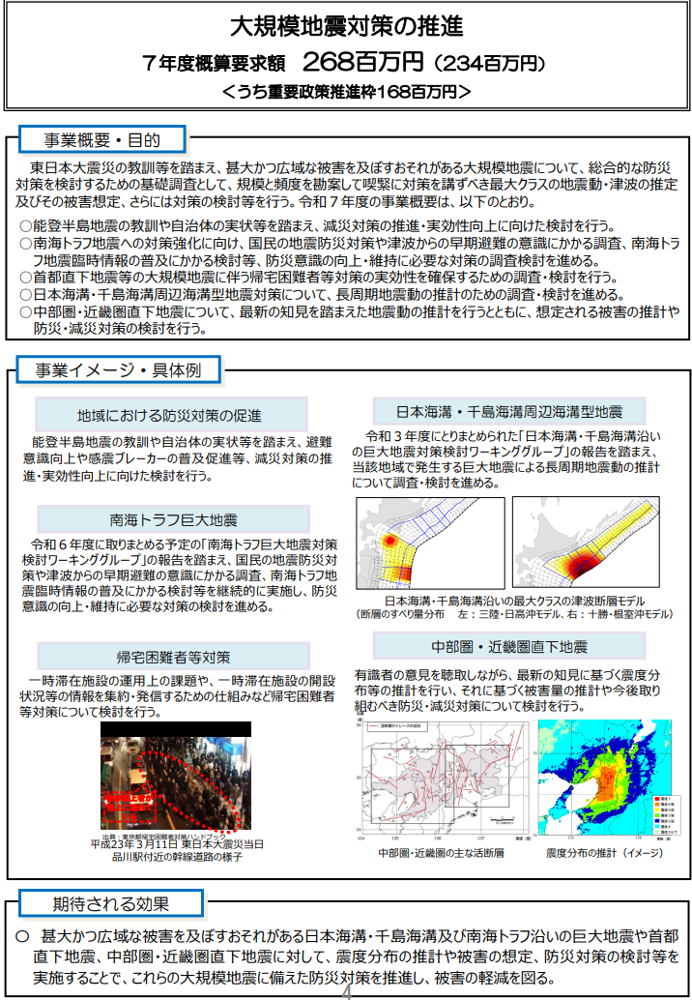 大規模地震対策の推進
７年度概算要求額　268百万円（234百万円）
＜うち重要政策推進枠168百万円＞
事業概要・目的
東日本大震災の教訓等を踏まえ、甚大かつ広域な被害を及ぼすおそれがある大規模地震について、総合的な防災
対策を検討するための基礎調査として、規模と頻度を勘案して喫緊に対策を講ずべき最大クラスの地震動・津波の推定
及びその被害想定、さらには対策の検討等を行う。令和７年度の事業概要は、以下のとおり。
○能登半島地震の教訓や自治体の実状等を踏まえ、減災対策の推進・実効性向上に向けた検討を行う。
○南海トラフ地震への対策強化に向け、国民の地震防災対策や津波からの早期避難の意識にかかる調査、南海トラ
フ地震臨時情報の普及にかかる検討等、防災意識の向上・維持に必要な対策の調査検討を進める。
○首都直下地震等の大規模地震に伴う帰宅困難者等対策の実効性を確保するための調査・検討を行う。
○日本海溝・千島海溝周辺海溝型地震対策について、長周期地震動の推計のための調査・検討を進める。
○中部圏・近畿圏直下地震について、最新の知見を踏まえた地震動の推計を行うとともに、想定される被害の推計や
防災・減災対策の検討を行う。
事業イメージ・具体例
地域における防災対策の促進
能登半島地震の教訓や自治体の実状等を踏まえ、避難
意識向上や感震ブレーカーの普及促進等、減災対策の推
進・実効性向上に向けた検討を行う。
南海トラフ巨大地震
令和６年度に取りまとめる予定の「南海トラフ巨大地震対策
検討ワーキンググループ」の報告を踏まえ、国民の地震防災対
策や津波からの早期避難の意識にかかる調査、南海トラフ地
震臨時情報の普及にかかる検討等を継続的に実施し、防災
意識の向上・維持に必要な対策の検討を進める。
帰宅困難者等対策
一時滞在施設の運用上の課題や、一時滞在施設の開設
状況等の情報を集約・発信するための仕組みなど帰宅困難者
等対策について検討を行う。
出典：東京都帰宅困難者対策ハンドブック
平成23年３月11日 東日本大震災当日
品川駅付近の幹線道路の様子
日本海溝・千島海溝周辺海溝型地震
令和３年度にとりまとめられた「日本海溝・千島海溝沿い
の巨大地震対策検討ワーキンググループ」の報告を踏まえ、
当該地域で発生する巨大地震による長周期地震動の推計
について調査・検討を進める。
日本海溝・千島海溝沿いの最大クラスの津波断層モデル
（断層のすべり量分布　左：三陸・日高沖モデル、右：十勝・根室沖モデル）
中部圏・近畿圏直下地震
有識者の意見を聴取しながら、最新の知見に基づく震度分
布等の推計を行い、それに基づく被害量の推計や今後取り
組むべき防災・減災対策について検討を行う。
：活断層のトレースの近似
134 135 136 137
中部圏・近畿圏の主な活断層
震度分布の推計（イメージ）
期待される効果
○ 甚大かつ広域な被害を及ぼすおそれがある日本海溝・千島海溝及び南海トラフ沿いの巨大地震や首都
直下地震、中部圏・近畿圏直下地震に対して、震度分布の推計や被害の想定、防災対策の検討等を
実施することで、これらの大規模地震に備えた防災対策を推進し、被害の軽減を図る。
4